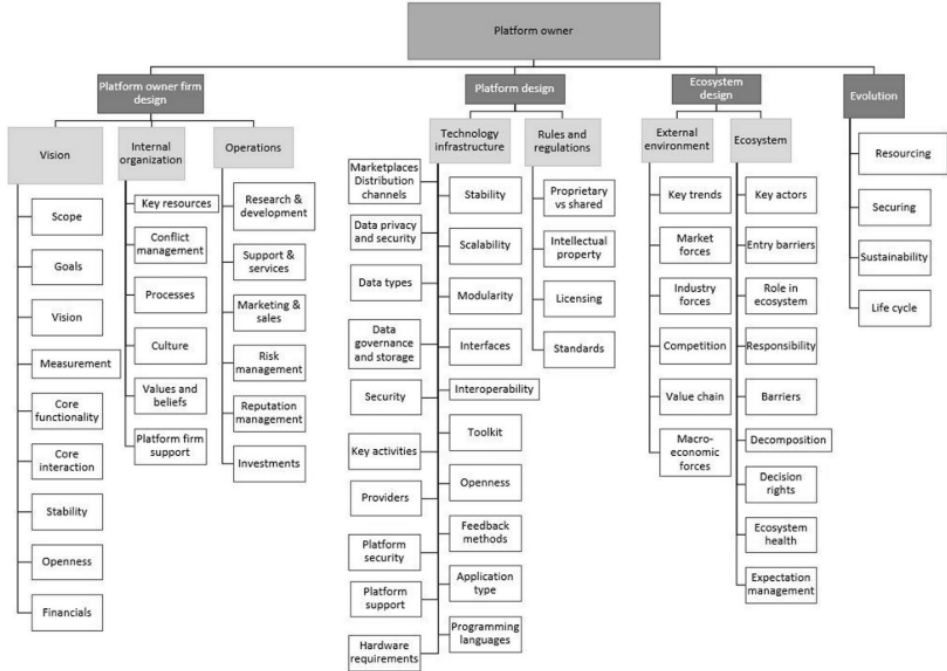 Platform owner
Platform owner firm
design
Platform design
Ecosystem
design
Evolution
Vision
Internal
organization
Operations
Technology
infrastructure
Rules and
regulations
External
environment
Ecosystem
Scope
Goals
Vision
Measurement
Core
functionality
Core
interaction
Stability
Openness
Financials
Key resources
Conflict
management
Processes
Culture
Values and
beliefs
Platform firm
support
Research &
development
Support &
services
Marketing &
sales
Risk
management
Reputation
management
Investments
Marketplaces
Distribution
channels
Data privacy
and security
Data types
Data
governance
and storage
Security
Key activities
Providers
Platform
security
Platform
support
Hardware
requirements
Stability
Scalability
Modularity
Interfaces
Interoperability
Toolkit
Openness
Feedback
methods
Application
type
Programming
languages
Proprietary
vs shared
Intellectual
property
Licensing
Standards
Key trends
Market
forces
Industry
forces
Competition
Value chain
Macro-
economic
forces
Key actors
Entry barriers
Role in
ecosystem
Responsibility
Barriers
Decomposition
Decision
rights
Ecosystem
health
Expectation
management
Resourcing
Securing
Sustainability
Life cycle